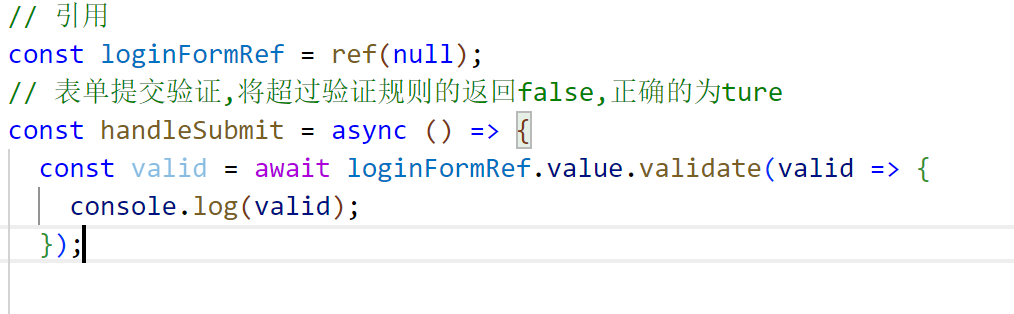 // 引用
const loginFormRef = ref(null);
// 表单提交验证,将超过验证规则的返回false,正确的为ture
const handleSubmit = async () => {
  const valid = await loginFormRef.value.validate(valid => {
    console.log(valid);
  });